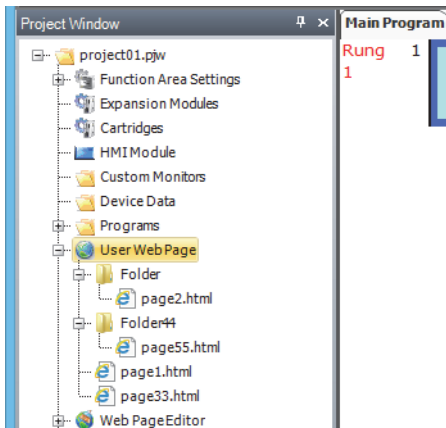 Project Window
Main Program
project01.pjw
Rung 1
1
Function Area Settings
Expansion Modules
Cartridges
HMI Module
Custom Monitors
Device Data
Programs
User Web Page
Folder
page2.html
Folder44
page55.html
page1.html
page33.html
Web Page Editor